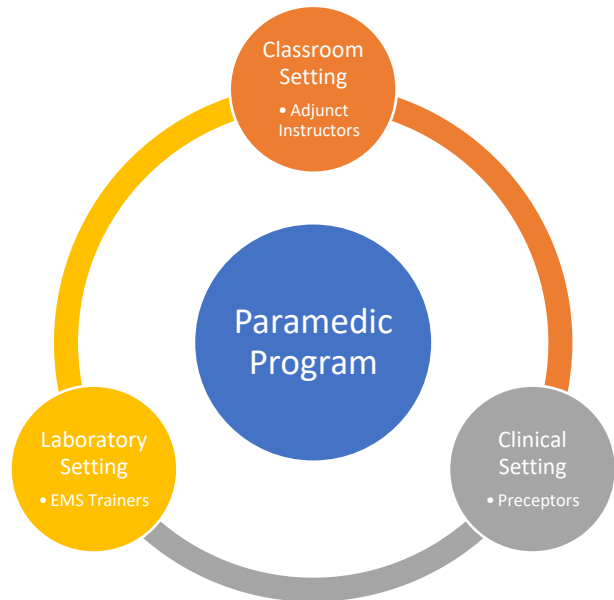 Classroom
Setting
• Adjunct
Instructors
Paramedic
Program
Laboratory
Setting
• EMS Trainers
Clinical
Setting
• Preceptors